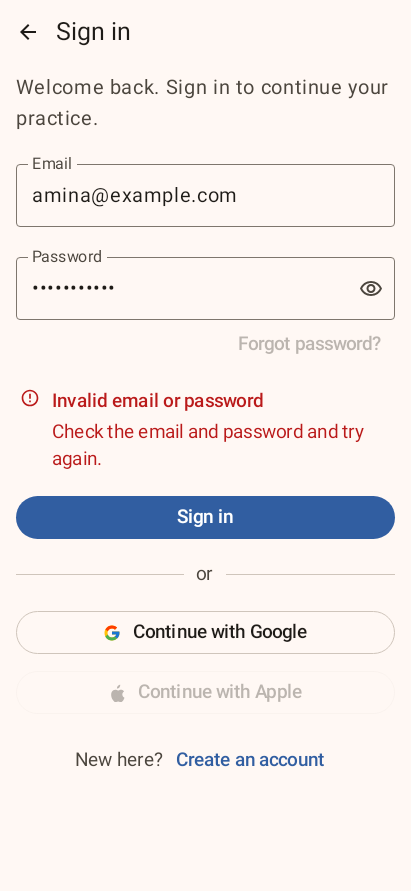 Sign in
Welcome back. Sign in to continue your
practice.
Email
amina@example.com
Password
•••••••••••
Forgot password?
Invalid email or password
Check the email and password and try
again.
Sign in
or
Continue with Google
Continue with Apple
New here? Create an account